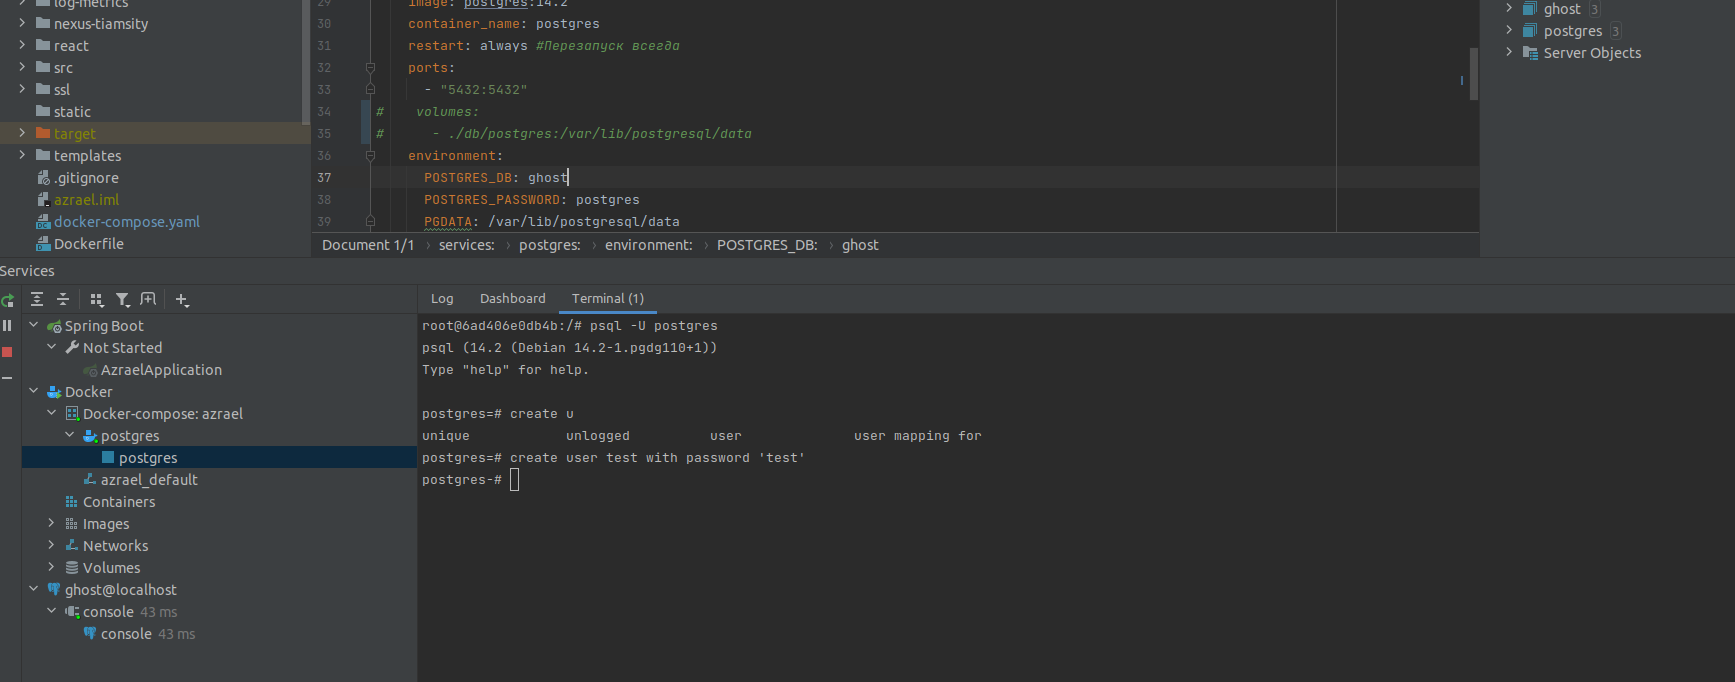 log-metrics
nexus-tiamsity
react
src
ssl
static
target
templates
.gitignore
azrael.iml
docker-compose.yaml
Dockerfile
29 image: postgres:14.2
30 container_name: postgres
31 restart: always #Перезапуск всегда
32 ports:
33 - "5432:5432"
34 # volumes:
35 # - ./db/postgres:/var/lib/postgresql/data
36 environment:
37 POSTGRES_DB: ghost
38 POSTGRES_PASSWORD: postgres
39 PGDATA: /var/lib/postgresql/data
Document 1/1 › services: › postgres: › environment: › POSTGRES_DB: › ghost
ghost 3
postgres 3
Server Objects
Services
Spring Boot
Not Started
AzraelApplication
Docker
Docker-compose: azrael
postgres
postgres
azrael_default
Containers
Images
Networks
Volumes
ghost@localhost
console 43 ms
console 43 ms
Log Dashboard Terminal (1)
root@6ad406e0db4b:/# psql -U postgres
psql (14.2 (Debian 14.2-1.pgdg110+1))
Type "help" for help.
postgres=# create u
unique unlogged user user mapping for
postgres=# create user test with password 'test'
postgres-#